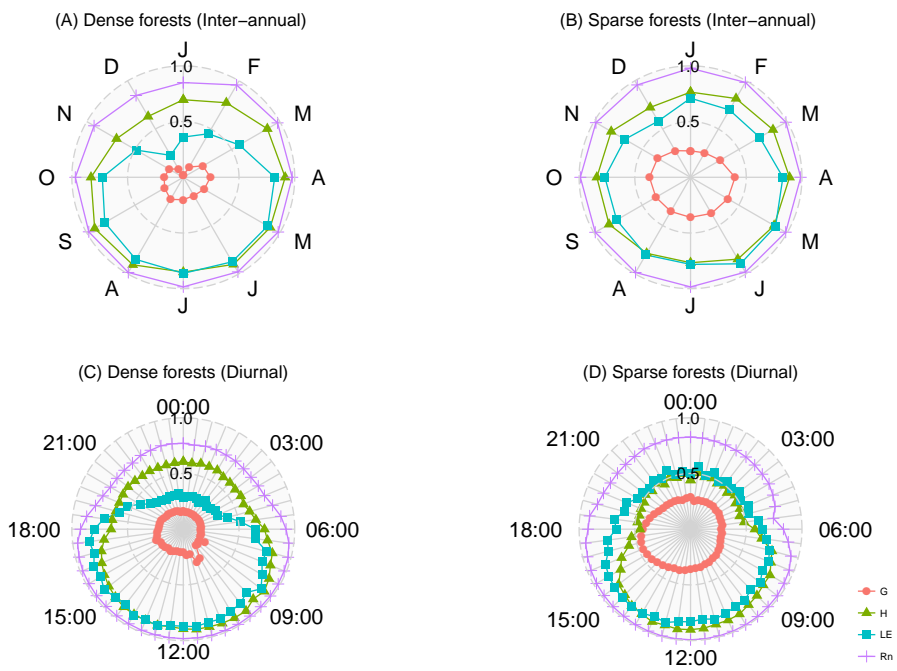 (A) Dense forests (Inter−annual)
(B) Sparse forests (Inter−annual)
J
F
M
A
M
J
J
A
S
O
N
D
1.0
0.5
J
F
M
A
M
J
J
A
S
O
N
D
1.0
0.5
(C) Dense forests (Diurnal)
(D) Sparse forests (Diurnal)
00:00
03:00
06:00
09:00
12:00
15:00
18:00
21:00
1.0
0.5
00:00
03:00
06:00
09:00
12:00
15:00
18:00
21:00
1.0
0.5
G
H
LE
Rn